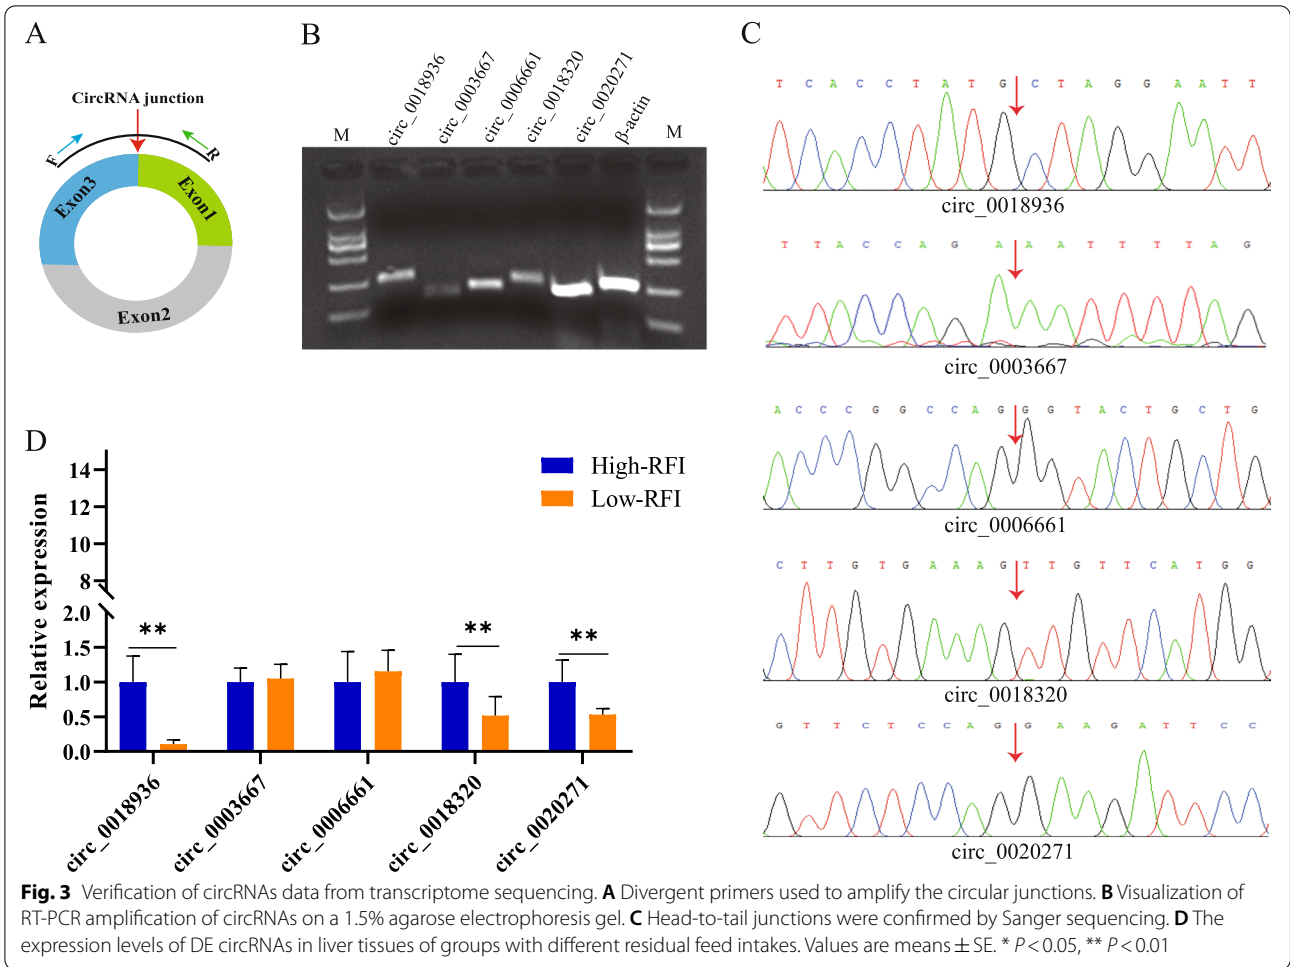 A
CircRNA junction
F
R
Exon3
Exon1
Exon2
B
M
circ_0018936
circ_0003667
circ_0006661
circ_0018320
circ_0020271
β-actin
M
C
T C A C C T A T G C T A G G A A T T
circ_0018936
T T A C C A G A A A T T T T A G
circ_0003667
A C C C G G C C A G G G T A C T G C T G
circ_0006661
C T T G T G A A A G T T G T T C A T G G
circ_0018320
G T T C T C C A G G A A G A T T C C
circ_0020271
D
Relative expression
14
12
10
8
2.0
1.5
1.0
0.5
0.0
High-RFI
Low-RFI
**
**
**
circ_0018936
circ_0003667
circ_0006661
circ_0018320
circ_0020271
Fig. 3 Verification of circRNAs data from transcriptome sequencing. A Divergent primers used to amplify the circular junctions. B Visualization of
RT-PCR amplification of circRNAs on a 1.5% agarose electrophoresis gel. C Head-to-tail junctions were confirmed by Sanger sequencing. D The
expression levels of DE circRNAs in liver tissues of groups with different residual feed intakes. Values are means ± SE. * P < 0.05, ** P < 0.01